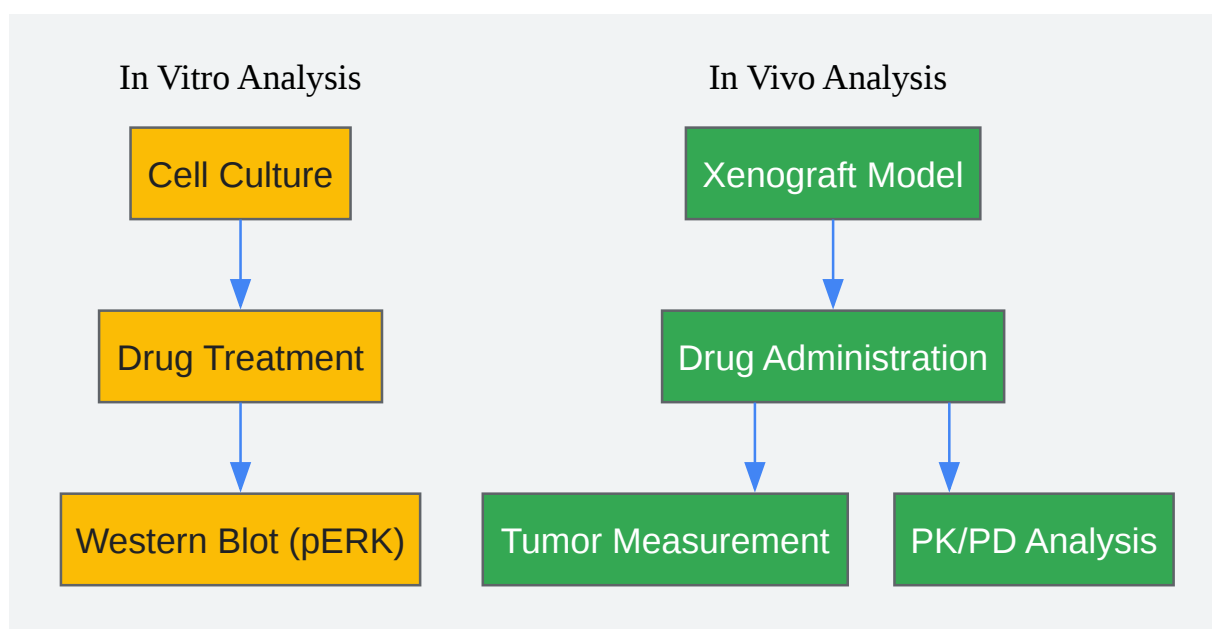 In Vitro Analysis
Cell Culture
Drug Treatment
Western Blot (pERK)
In Vivo Analysis
Xenograft Model
Drug Administration
Tumor Measurement
PK/PD Analysis